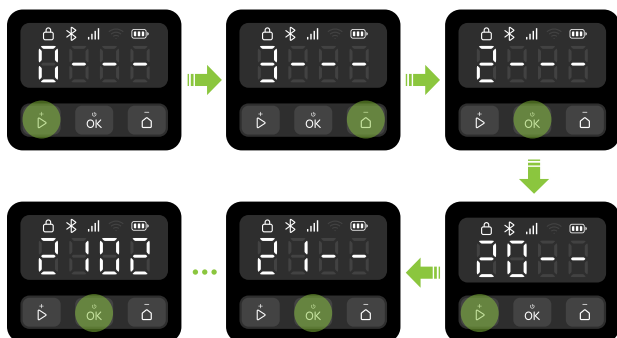 0---
+ −
OK
3---
+ −
OK
2---
+ −
OK
20--
+ −
OK
21--
+ −
OK
2102
+ −
OK